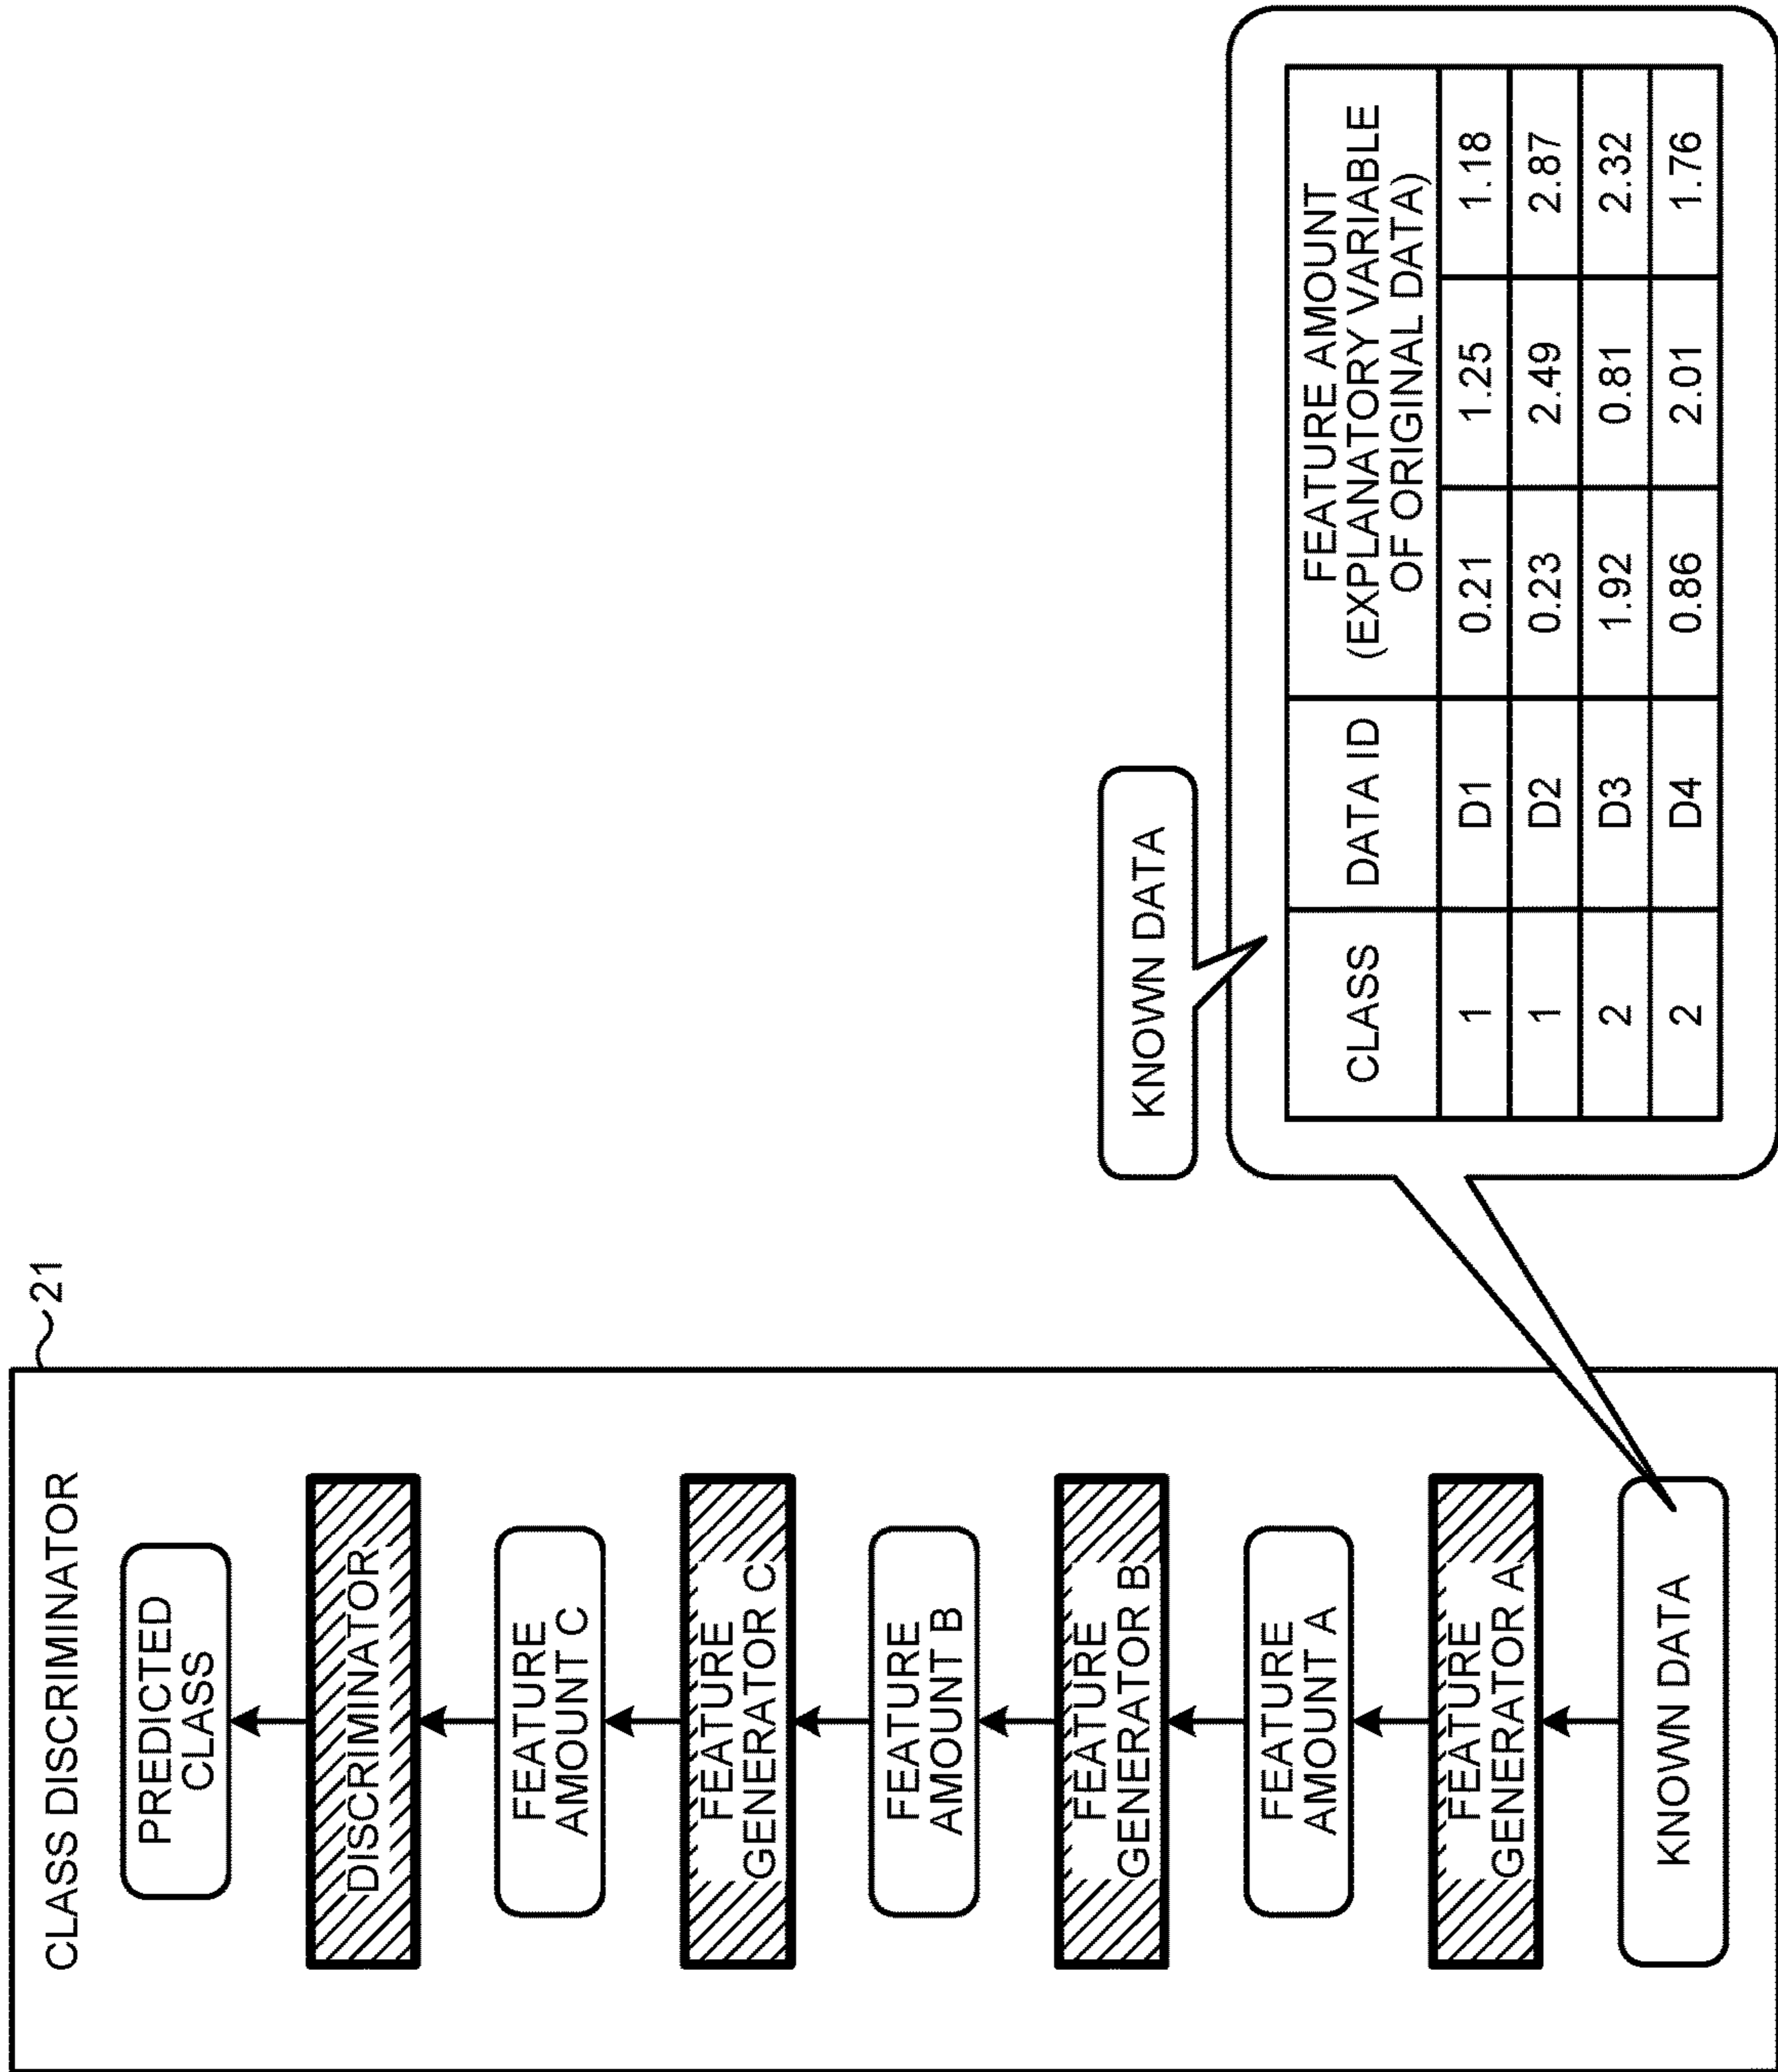 21
CLASS DISCRIMINATOR
PREDICTED
CLASS
DISCRIMINATOR
FEATURE
AMOUNT C
FEATURE
GENERATOR C
FEATURE
AMOUNT B
FEATURE
GENERATOR B
FEATURE
AMOUNT A
FEATURE
GENERATOR A
KNOWN DATA
KNOWN DATA
CLASS DATA ID FEATURE AMOUNT
(EXPLANATORY VARIABLE
OF ORIGINAL DATA)
1 D1 0.21 1.25 1.18
1 D2 0.23 2.49 2.87
2 D3 1.92 0.81 2.32
2 D4 0.86 2.01 1.76